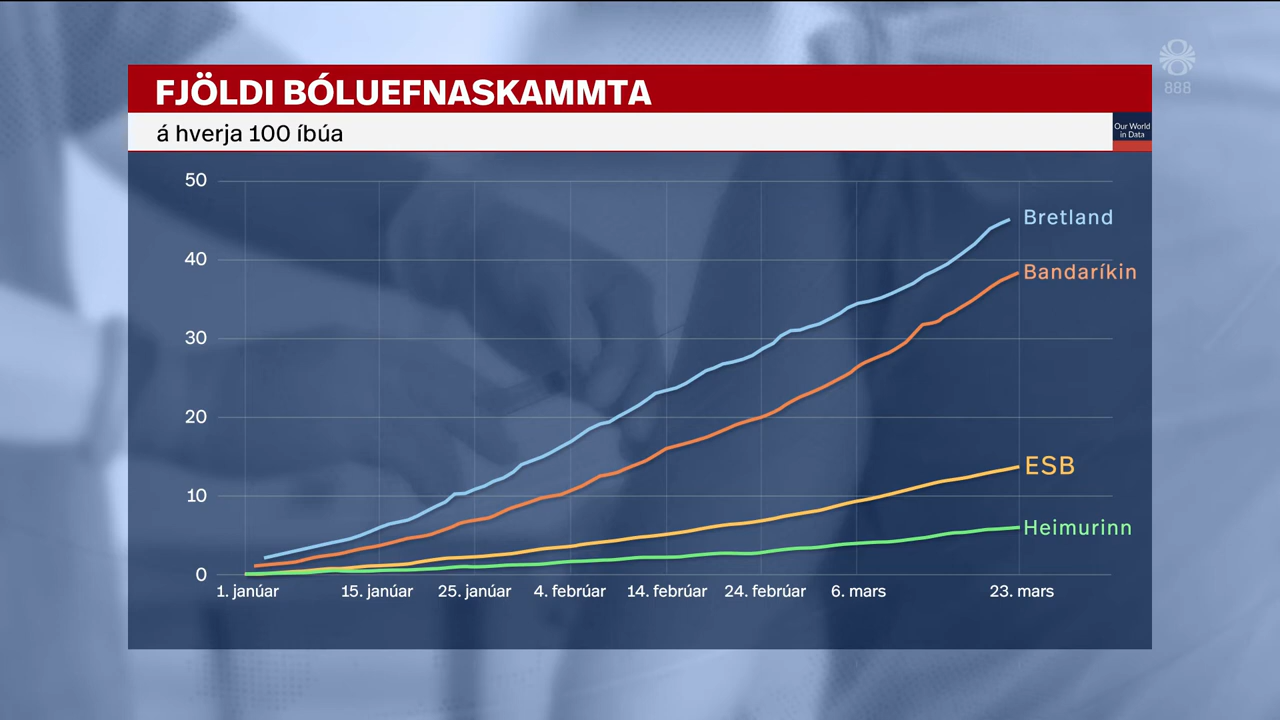 888
FJÖLDI BÓLUEFNASKAMMTA
á hverja 100 íbúa
Our World
in Data
50
40
30
20
10
0
Bretland
Bandaríkin
ESB
Heimurinn
1. janúar
15. janúar
25. janúar
4. febrúar
14. febrúar
24. febrúar
6. mars
23. mars